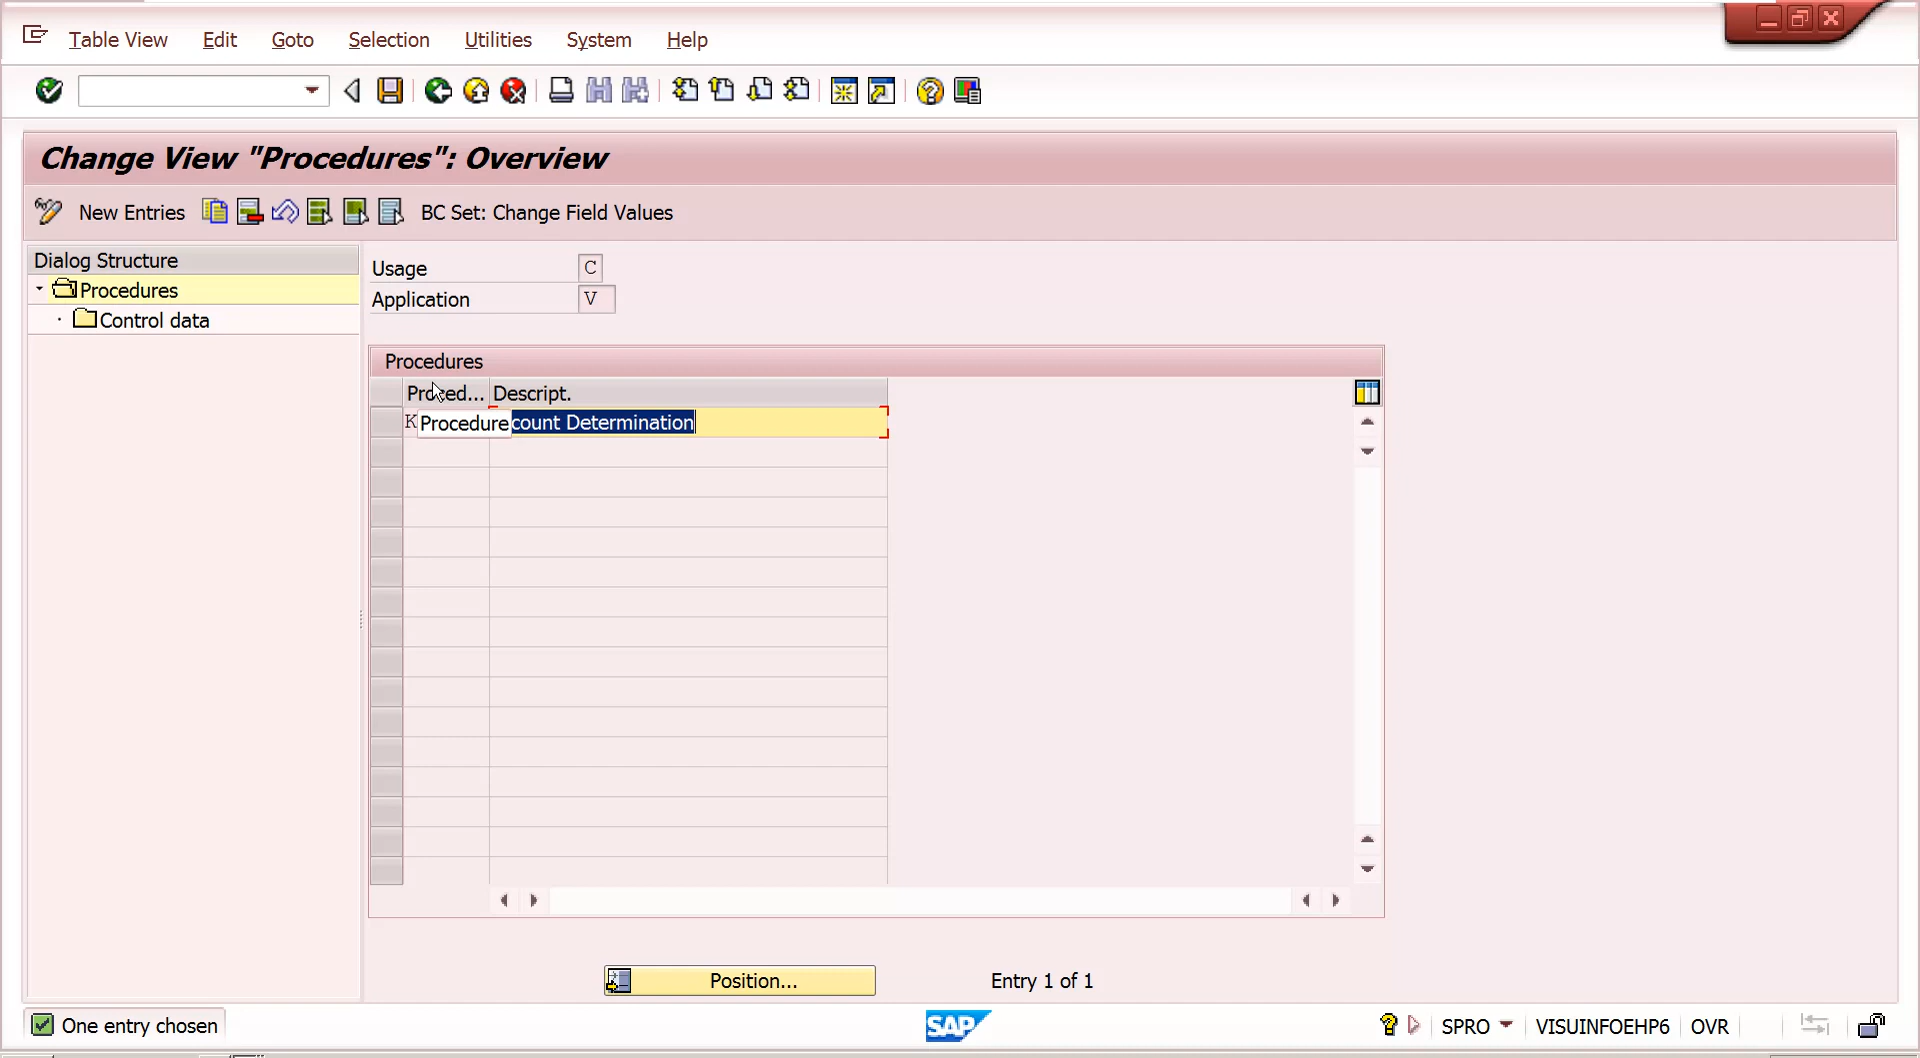 Table View Edit Goto Selection Utilities System Help
Change View "Procedures": Overview
New Entries BC Set: Change Field Values
Dialog Structure
Procedures
Control data
Usage C
Application V
Procedures
Proced... Descript.
K Procedure count Determination
Position... Entry 1 of 1
One entry chosen SAP SPRO VISUINFOEHP6 OVR